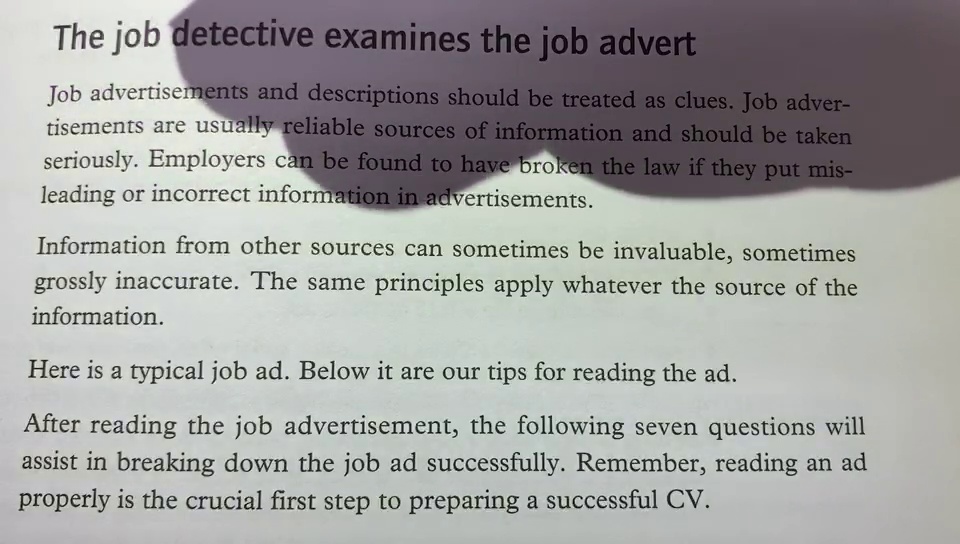 The job detective examines the job advert
Job advertisements and descriptions should be treated as clues. Job adver-
tisements are usually reliable sources of information and should be taken
seriously. Employers can be found to have broken the law if they put mis-
leading or incorrect information in advertisements.
Information from other sources can sometimes be invaluable, sometimes
grossly inaccurate. The same principles apply whatever the source of the
information.
Here is a typical job ad. Below it are our tips for reading the ad.
After reading the job advertisement, the following seven questions will
assist in breaking down the job ad successfully. Remember, reading an ad
properly is the crucial first step to preparing a successful CV.